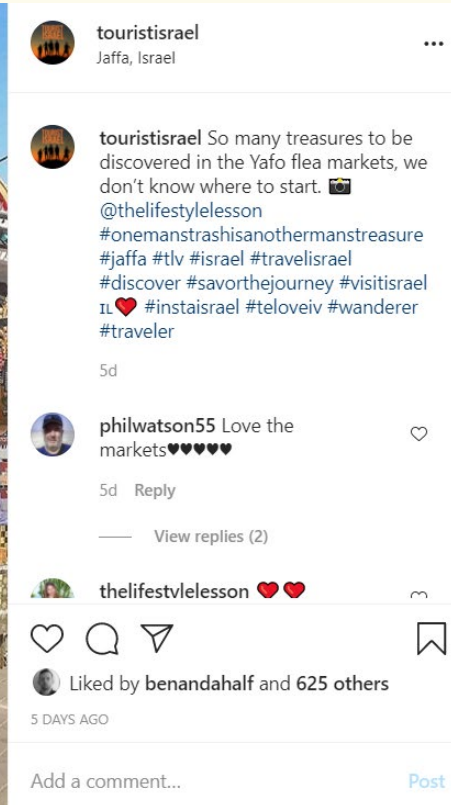 touristisrael
Jaffa, Israel
touristisrael So many treasures to be
discovered in the Yafo flea markets, we
don't know where to start. 📷
@thelifestylelesson
#onemanstrashisanothermanstreasure
#jaffa #tlv #israel #travelisrael
#discover #savorthejourney #visitisrael
IL❤️ #instaisrael #teloveiv #wanderer
#traveler
5d
philwatson55 Love the
markets♥♥♥♥♥
5d Reply
View replies (2)
thelifestylelesson ❤️ ❤️
Liked by benandahalf and 625 others
5 DAYS AGO
Add a comment... Post